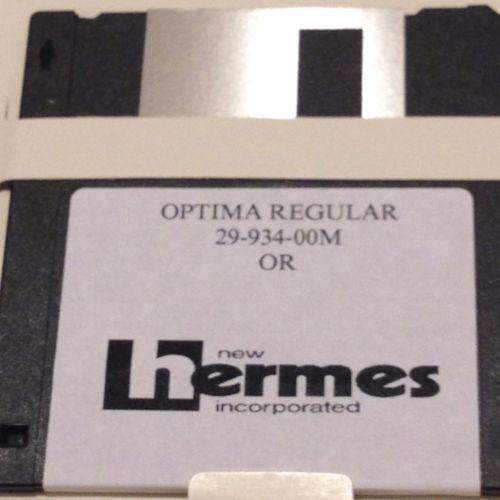 OPTIMA REGULAR
29-934-00M
OR
new
hermes
incorporated